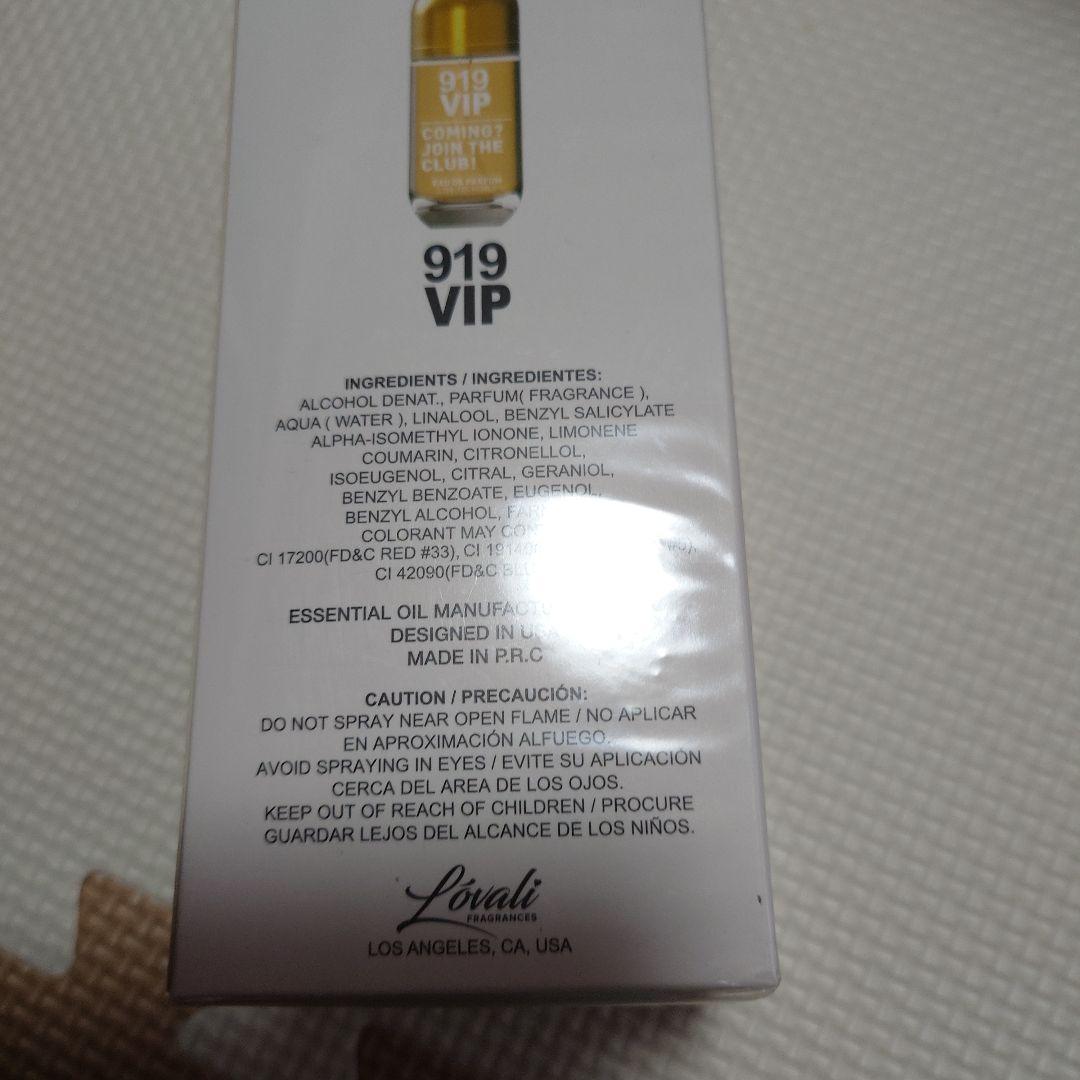 919
VIP
COMING?
JOIN THE
CLUB!
EAU DE PARFUM
919
VIP
INGREDIENTS / INGREDIENTES:
ALCOHOL DENAT., PARFUM( FRAGRANCE ),
AQUA ( WATER ), LINALOOL, BENZYL SALICYLATE
ALPHA-ISOMETHYL IONONE, LIMONENE
COUMARIN, CITRONELLOL,
ISOEUGENOL, CITRAL, GERANIOL,
BENZYL BENZOATE, EUGENOL,
BENZYL ALCOHOL,
COLORANT MAY
CI 17200(FD&C RED #33), CI 19140
CI 42090(FD&C
ESSENTIAL OIL
DESIGNED IN
MADE IN P.R.C
CAUTION / PRECAUCIÓN:
DO NOT SPRAY NEAR OPEN FLAME / NO APLICAR
EN APROXIMACIÓN ALFUEGO.
AVOID SPRAYING IN EYES / EVITE SU APLICACIÓN
CERCA DEL AREA DE LOS OJOS.
KEEP OUT OF REACH OF CHILDREN / PROCURE
GUARDAR LEJOS DEL ALCANCE DE LOS NIÑOS.
Lóvali
FRAGRANCES
LOS ANGELES, CA, USA